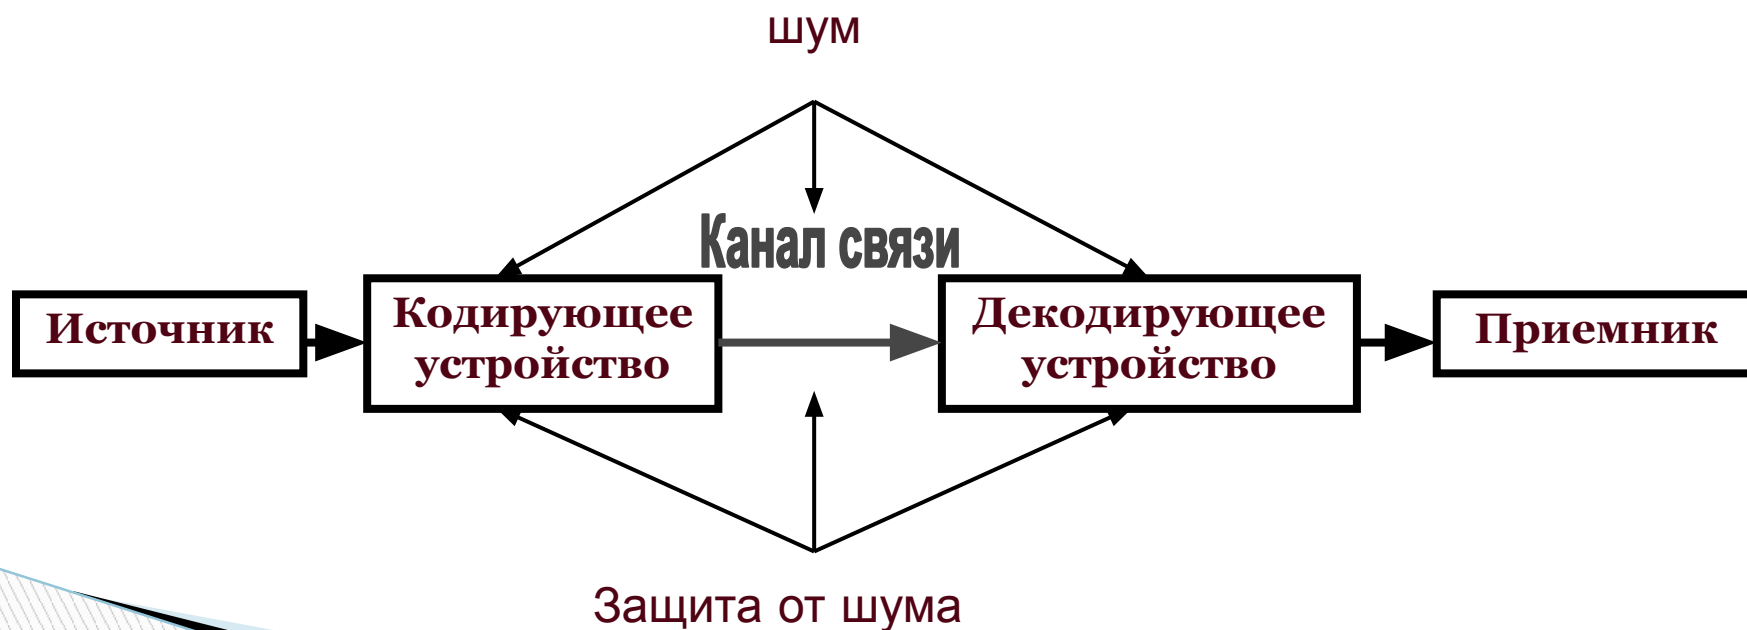 шум
Канал связи
Источник
Кодирующее
устройство
Декодирующее
устройство
Приемник
Защита от шума